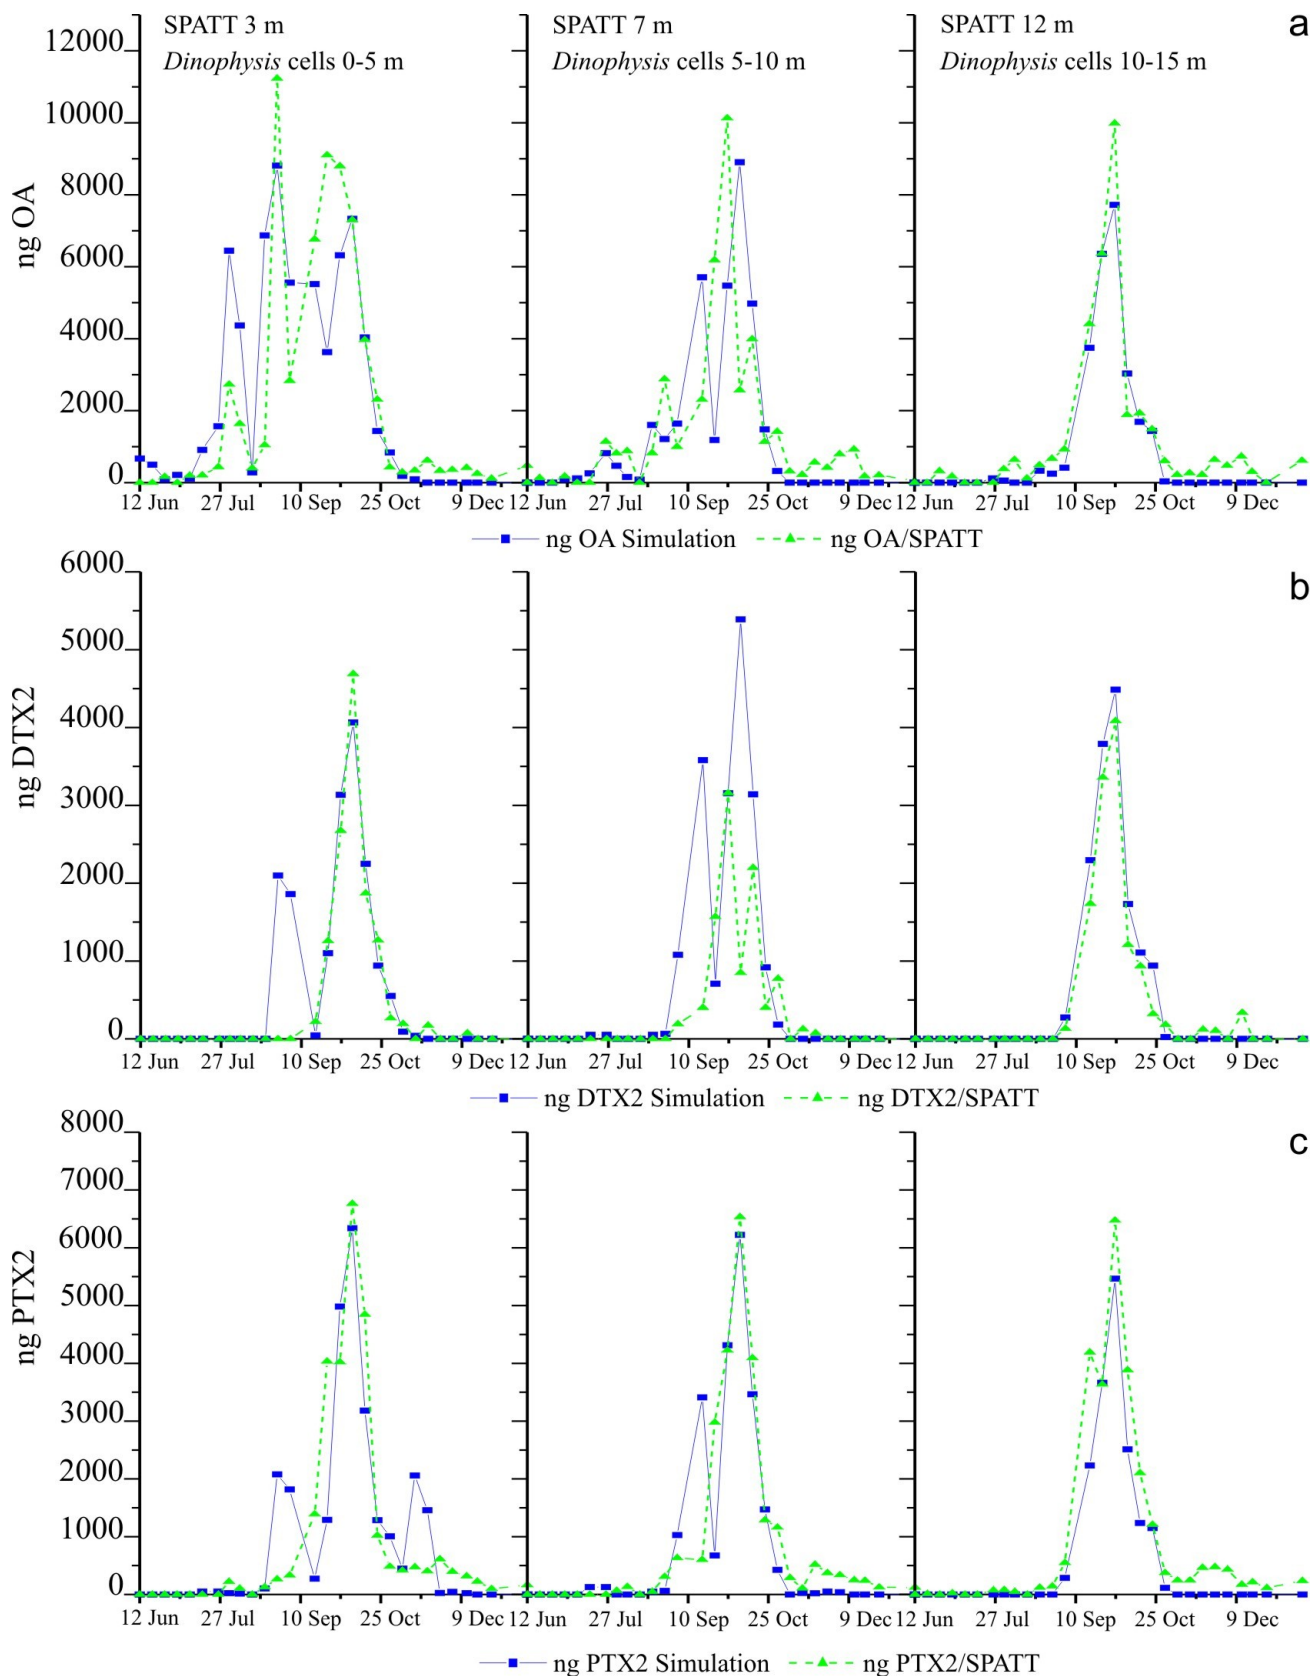 SPATT 3 m
Dinophysis cells 0-5 m
SPATT 7 m
Dinophysis cells 5-10 m
SPATT 12 m
Dinophysis cells 10-15 m
a
ng OA
12000
10000
8000
6000
4000
2000
0
12 Jun 27 Jul 10 Sep 25 Oct 9 Dec 12 Jun 27 Jul 10 Sep 25 Oct 9 Dec 12 Jun 27 Jul 10 Sep 25 Oct 9 Dec
ng OA Simulation ng OA/SPATT
b
ng DTX2
6000
5000
4000
3000
2000
1000
0
12 Jun 27 Jul 10 Sep 25 Oct 9 Dec 12 Jun 27 Jul 10 Sep 25 Oct 9 Dec 12 Jun 27 Jul 10 Sep 25 Oct 9 Dec
ng DTX2 Simulation ng DTX2/SPATT
c
ng PTX2
8000
7000
6000
5000
4000
3000
2000
1000
0
12 Jun 27 Jul 10 Sep 25 Oct 9 Dec 12 Jun 27 Jul 10 Sep 25 Oct 9 Dec 12 Jun 27 Jul 10 Sep 25 Oct 9 Dec
ng PTX2 Simulation ng PTX2/SPATT